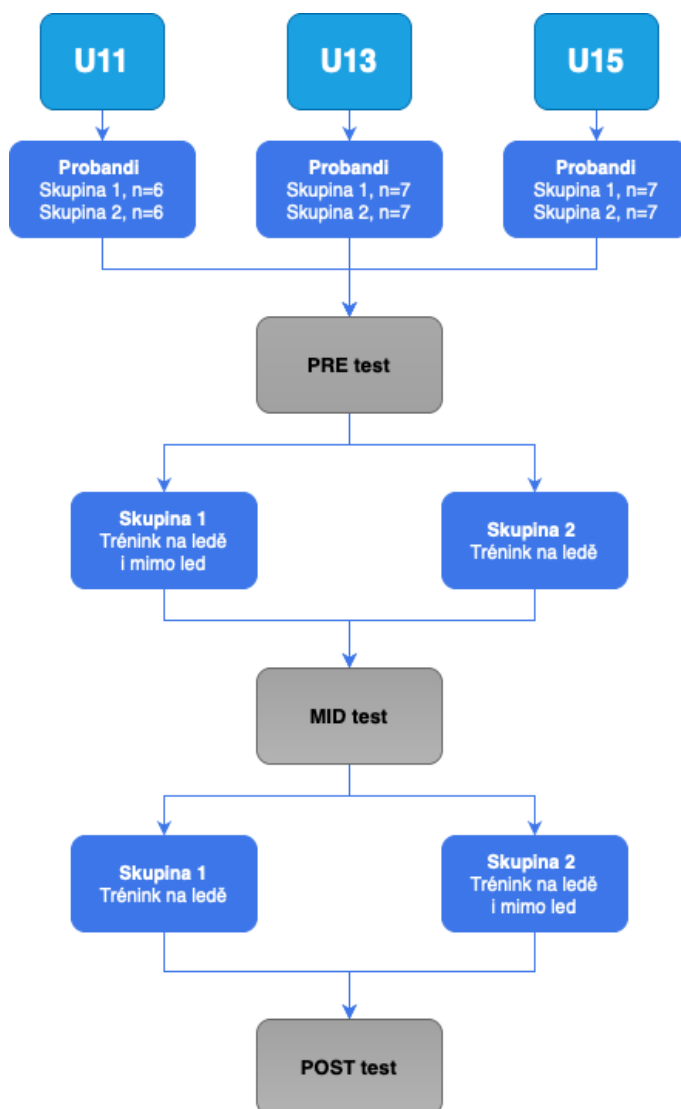 U11
U13
U15
Probandi
Skupina 1, n=6
Skupina 2, n=6
Probandi
Skupina 1, n=7
Skupina 2, n=7
Probandi
Skupina 1, n=7
Skupina 2, n=7
PRE test
Skupina 1
Trénink na ledě
i mimo led
Skupina 2
Trénink na ledě
MID test
Skupina 1
Trénink na ledě
Skupina 2
Trénink na ledě
i mimo led
POST test